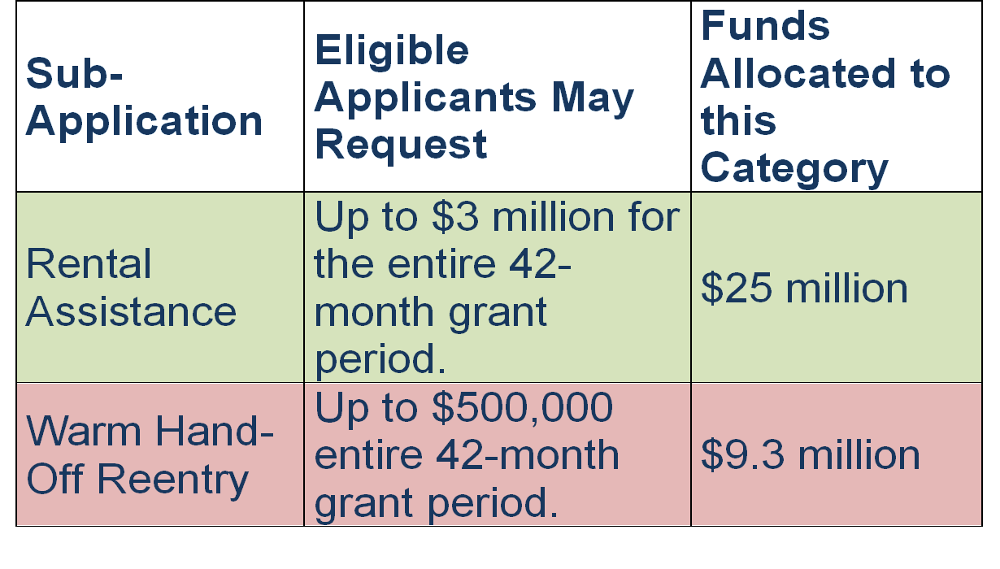 Sub-
Application
Eligible
Applicants May
Request
Funds
Allocated to
this
Category
Rental
Assistance
Up to $3 million for
the entire 42-
month grant
period.
$25 million
Warm Hand-
Off Reentry
Up to $500,000
entire 42-month
grant period.
$9.3 million